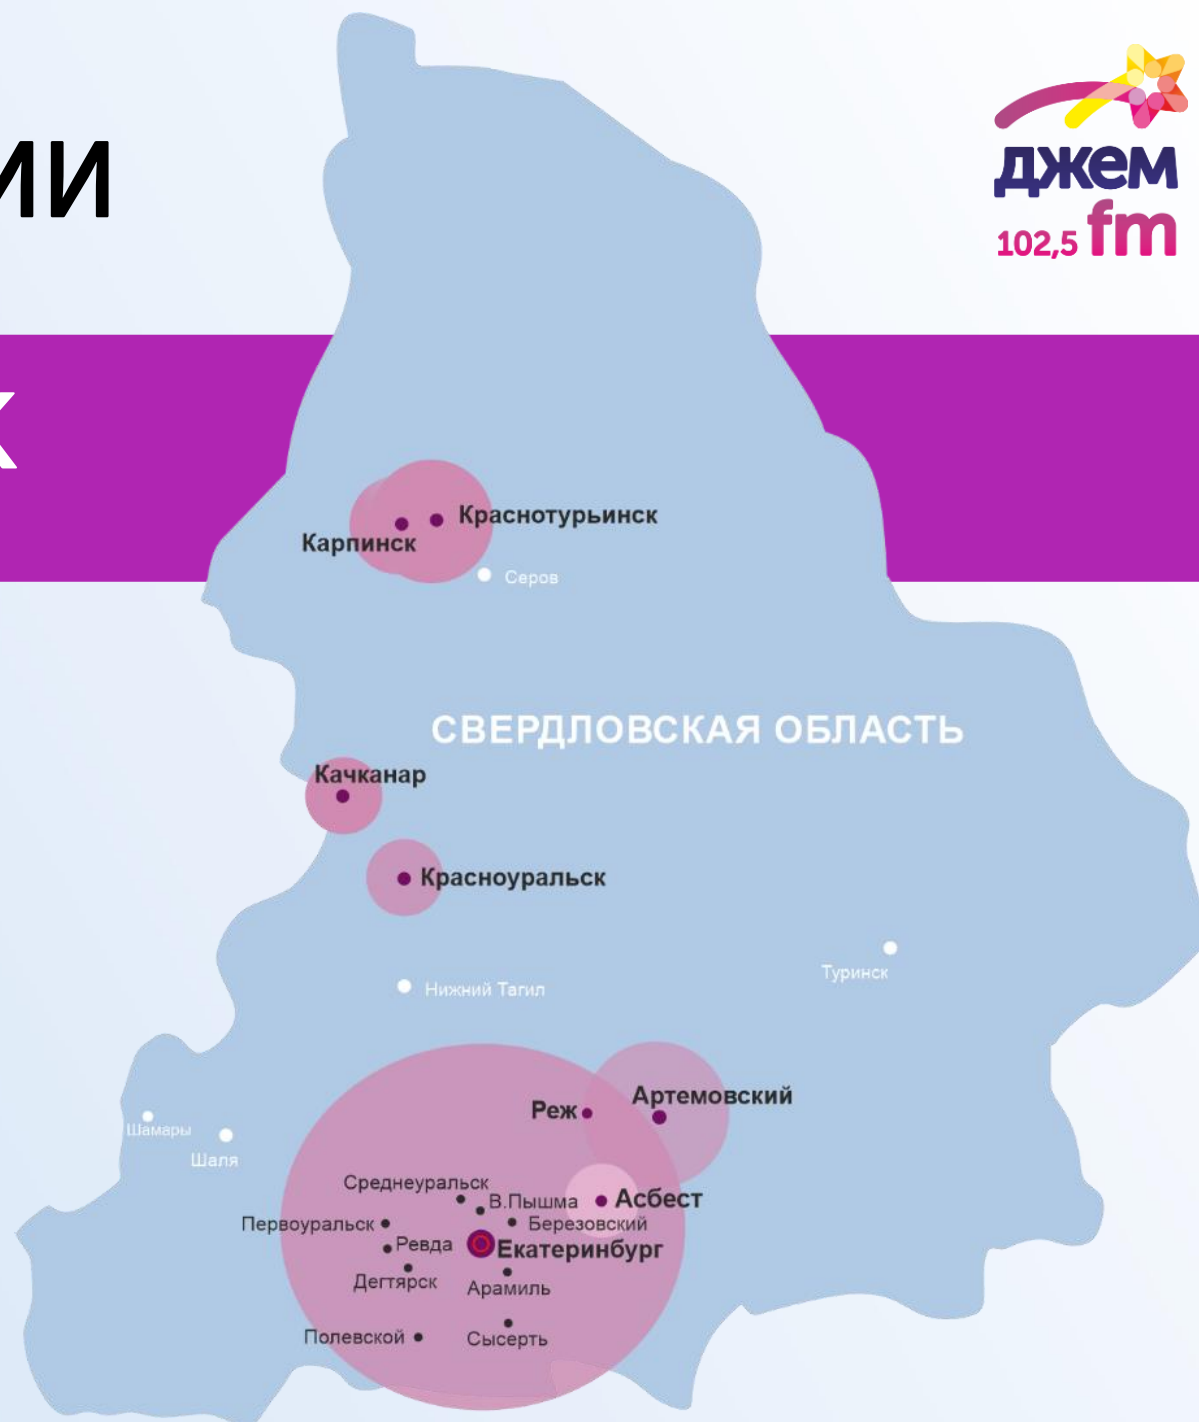 ИИ
джем
102,5 fm
К
Краснотурьинск
Карпинск
Серов
СВЕРДЛОВСКАЯ ОБЛАСТЬ
Качканар
Красноуральск
Туринск
Нижний Тагил
Артемовский
Реж
Шамары
Шаля
Среднеуральск
В.Пышма
Асбест
Первоуральск
Березовский
Ревда
Екатеринбург
Дегтярск
Арамиль
Полевской
Сысерть